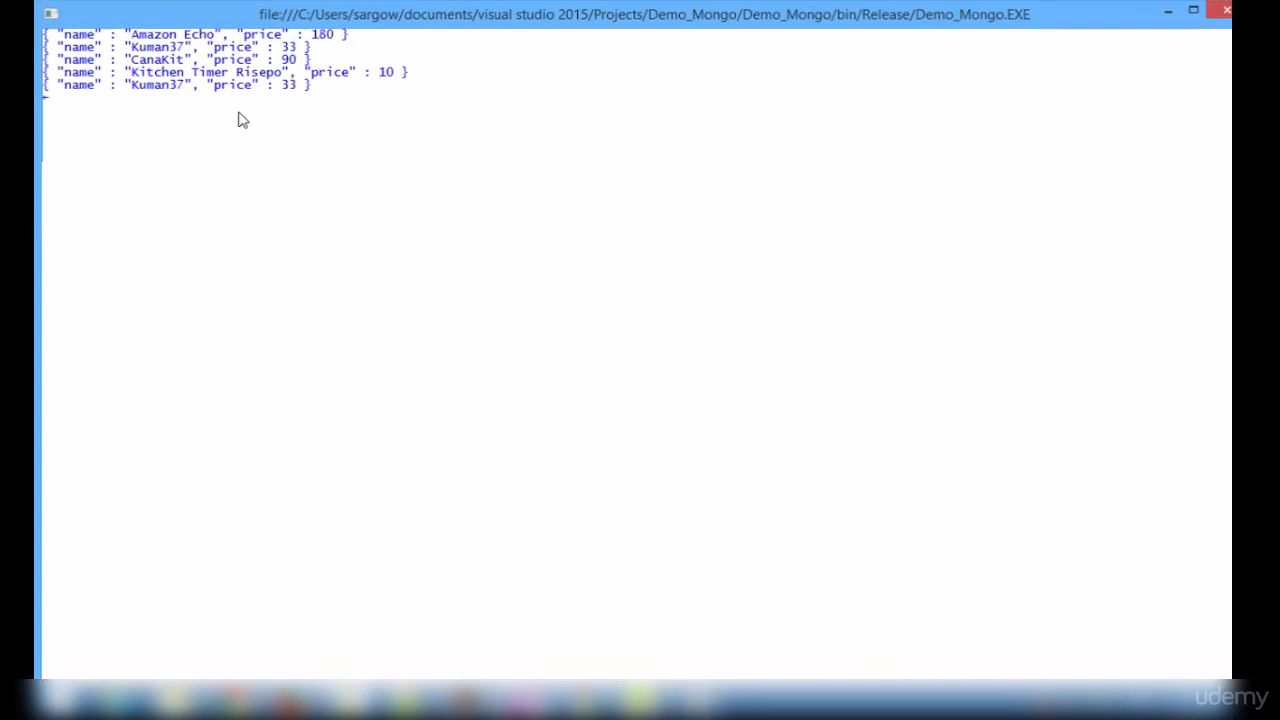 file:///C:/Users/sargow/documents/visual studio 2015/Projects/Demo_Mongo/Demo_Mongo/bin/Release/Demo_Mongo.EXE
{ "name" : "Amazon Echo", "price" : 180 }
{ "name" : "Kuman37", "price" : 33 }
{ "name" : "CanaKit", "price" : 90 }
{ "name" : "Kitchen Timer Risepo", "price" : 10 }
{ "name" : "Kuman37", "price" : 33 }
udemy